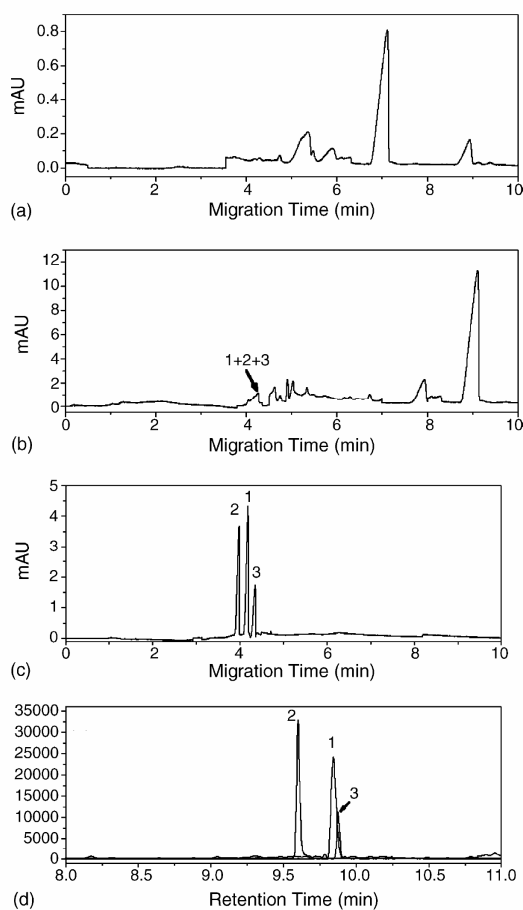 0.8
0.6
0.4
0.2
0.0
mAU
0 2 4 6 8 10
(a) Migration Time (min)
12
10
8
6
4
2
0
mAU
1+2+3
0 2 4 6 8 10
(b) Migration Time (min)
5
4
3
2
1
0
mAU
2 1 3
0 2 4 6 8 10
(c) Migration Time (min)
35000
30000
25000
20000
15000
10000
5000
0
2 1 3
8.0 8.5 9.0 9.5 10.0 10.5 11.0
(d) Retention Time (min)